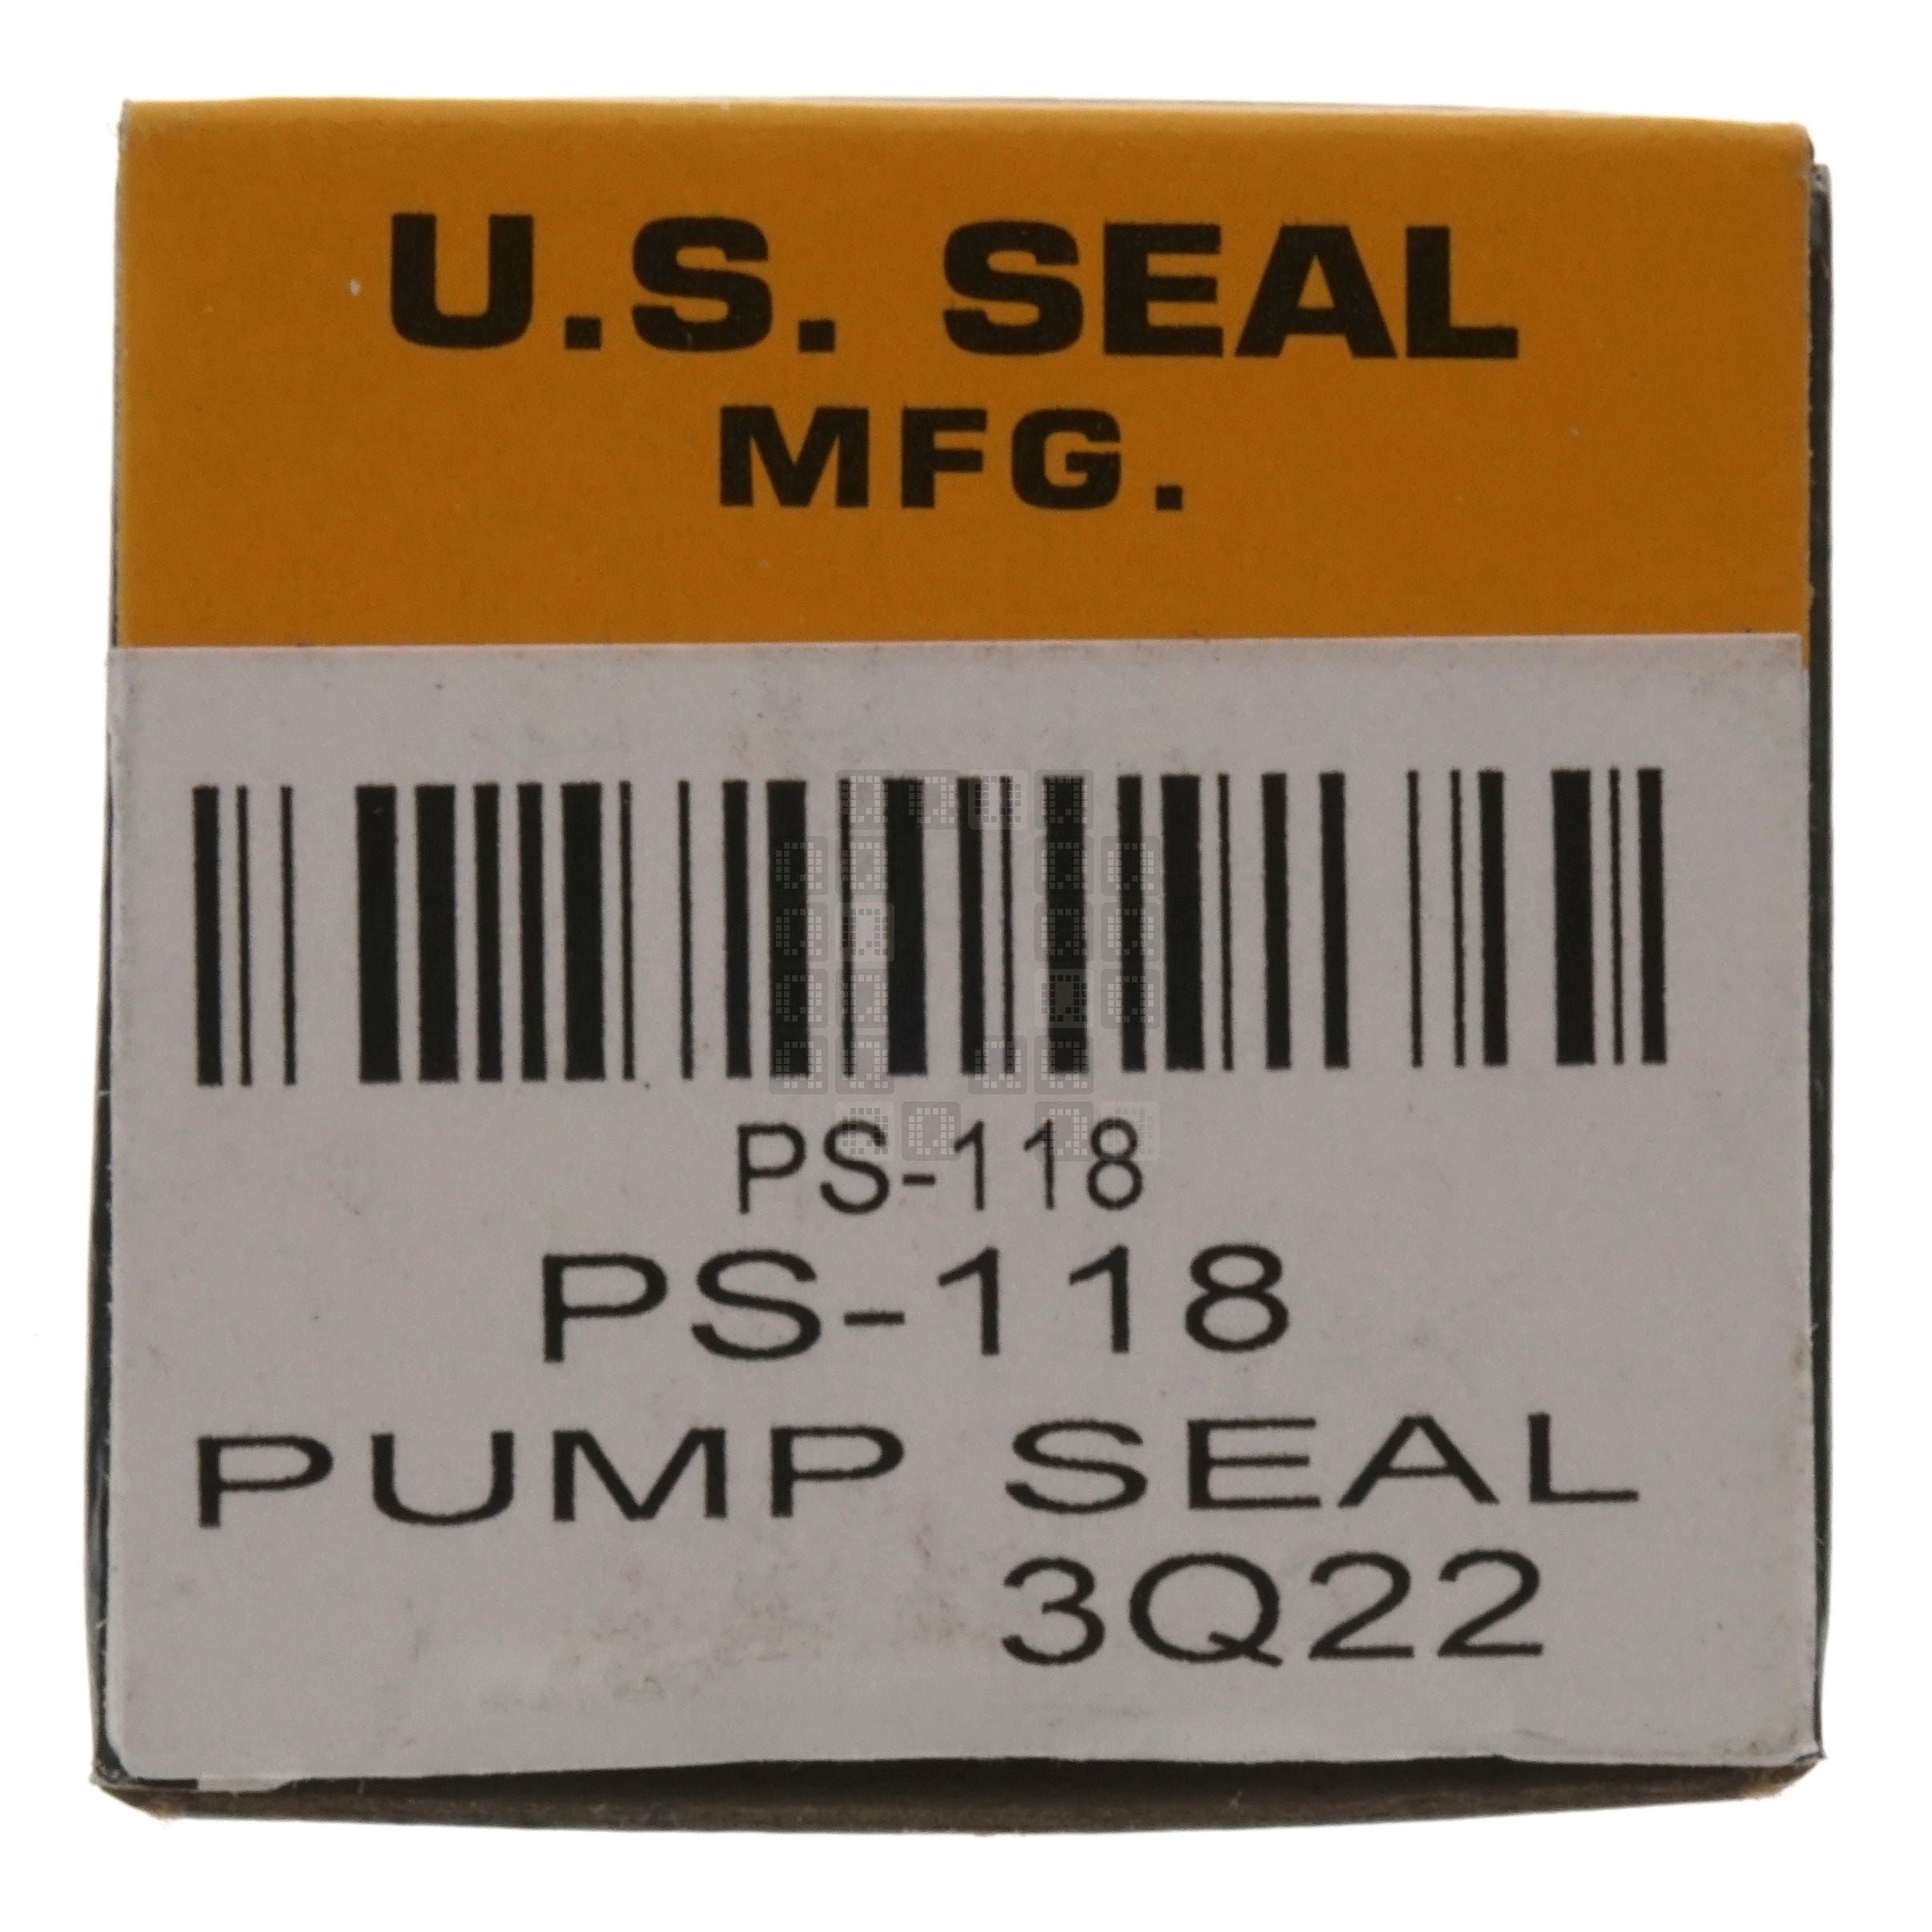 U.S. SEAL
MFG.
PS-118
PS-118
PUMP SEAL
3Q22